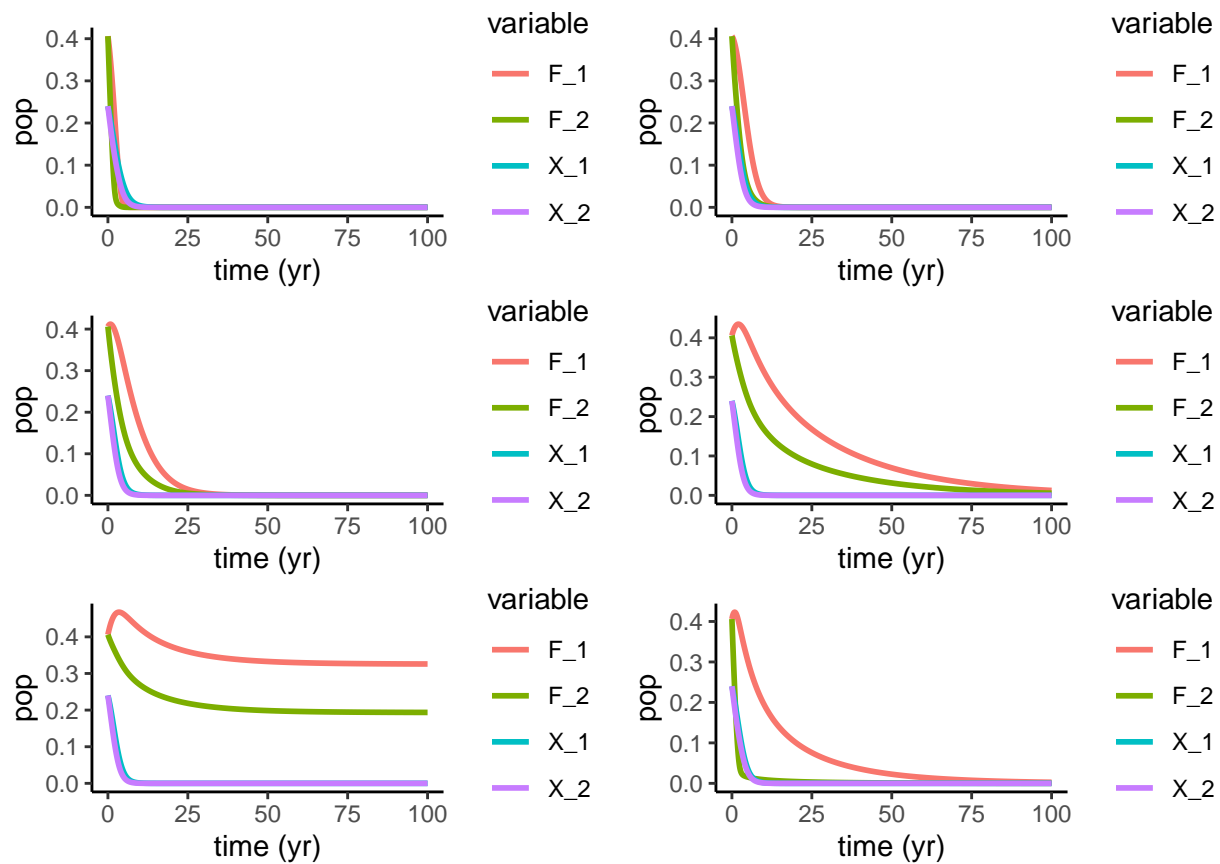 variable
F_1
F_2
X_1
X_2
pop
0.4
0.3
0.2
0.1
0.0
0 25 50 75 100
time (yr)
variable
F_1
F_2
X_1
X_2
pop
0.4
0.3
0.2
0.1
0.0
0 25 50 75 100
time (yr)
variable
F_1
F_2
X_1
X_2
pop
0.4
0.3
0.2
0.1
0.0
0 25 50 75 100
time (yr)
variable
F_1
F_2
X_1
X_2
pop
0.4
0.3
0.2
0.1
0.0
0 25 50 75 100
time (yr)
variable
F_1
F_2
X_1
X_2
pop
0.4
0.3
0.2
0.1
0.0
0 25 50 75 100
time (yr)
variable
F_1
F_2
X_1
X_2
pop
0.4
0.3
0.2
0.1
0.0
0 25 50 75 100
time (yr)